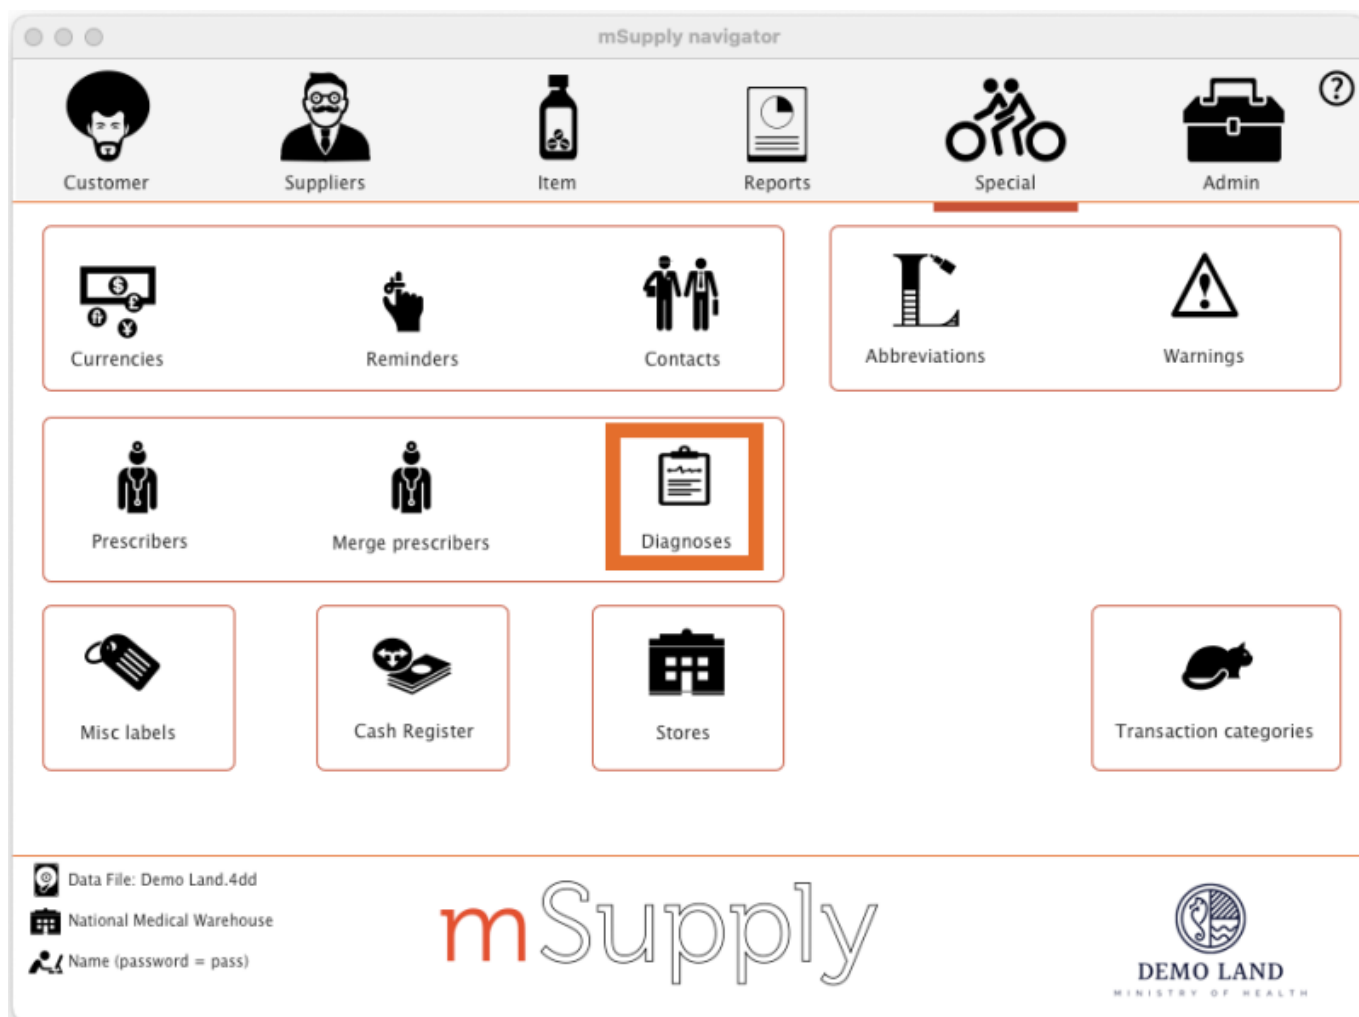 mSupply navigator
Customer
Suppliers
Item
Reports
Special
Admin
?
Currencies
Reminders
Contacts
Abbreviations
Warnings
Prescribers
Merge prescribers
Diagnoses
Misc labels
Cash Register
Stores
Transaction categories
Data File: Demo Land.4dd
National Medical Warehouse
Name (password = pass)
mSupply
DEMO LAND
MINISTRY OF HEALTH